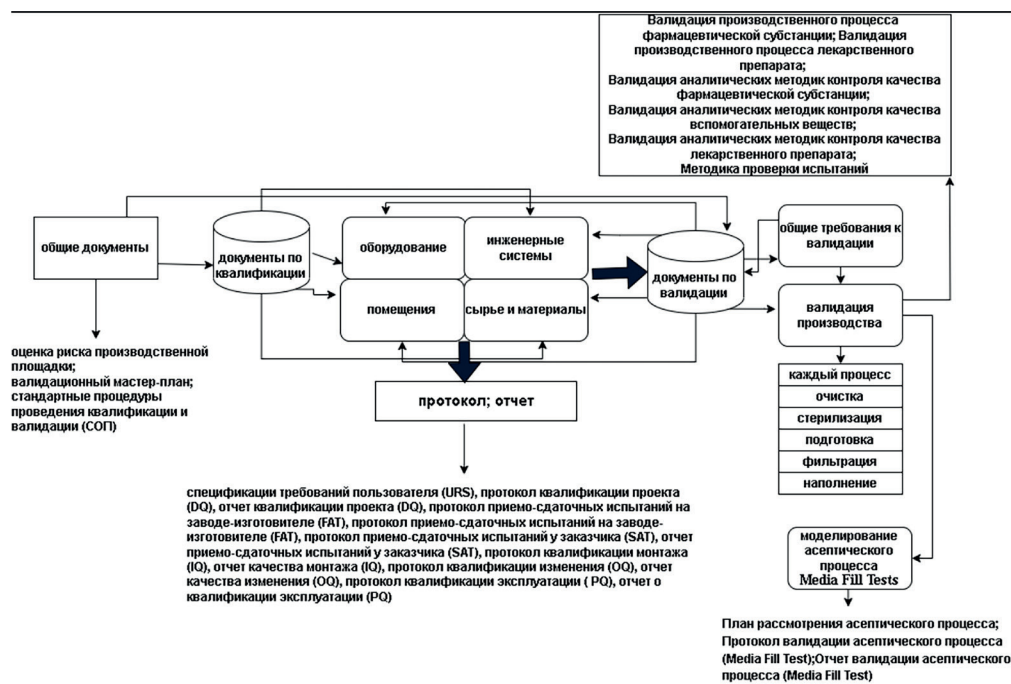 Валидация производственного процесса
фармацевтической субстанции; Валидация
производственного процесса лекарственного
препарата;
Валидация аналитических методик контроля качества
фармацевтической субстанции;
Валидация аналитических методик контроля качества
вспомогательных веществ;
Валидация аналитических методик контроля качества
лекарственного препарата;
Методика проверки испытаний
общие документы
документы по
квалификации
оборудование
инженерные
системы
помещения
сырье и материалы
документы по
валидации
общие требования к
валидации
валидация
производства
оценка риска производственной
площадки;
валидационный мастер-план;
стандартные процедуры
проведения квалификации и
валидации (СОП)
протокол; отчет
каждый процесс
очистка
стерилизация
подготовка
фильтрация
наполнение
спецификации требований пользователя (URS), протокол квалификации проекта
(DQ), отчет квалификации проекта (DQ), протокол приемо-сдаточных испытаний на
заводе-изготовителе (FAT), протокол приемо-сдаточных испытаний на заводе-
изготовителе (FAT), протокол приемо-сдаточных испытаний у заказчика (SAT), отчет
приемо-сдаточных испытаний у заказчика (SAT), протокол квалификации монтажа
(IQ), отчет качества монтажа (IQ), протокол квалификации изменения (OQ), отчет
качества изменения (OQ), протокол квалификации эксплуатации ( PQ), отчет о
квалификации эксплуатации (PQ)
моделирование
асептического
процесса
Media Fill Tests
План рассмотрения асептического процесса;
Протокол валидации асептического процесса
(Media Fill Test);Отчет валидации асептического
процесса (Media Fill Test)